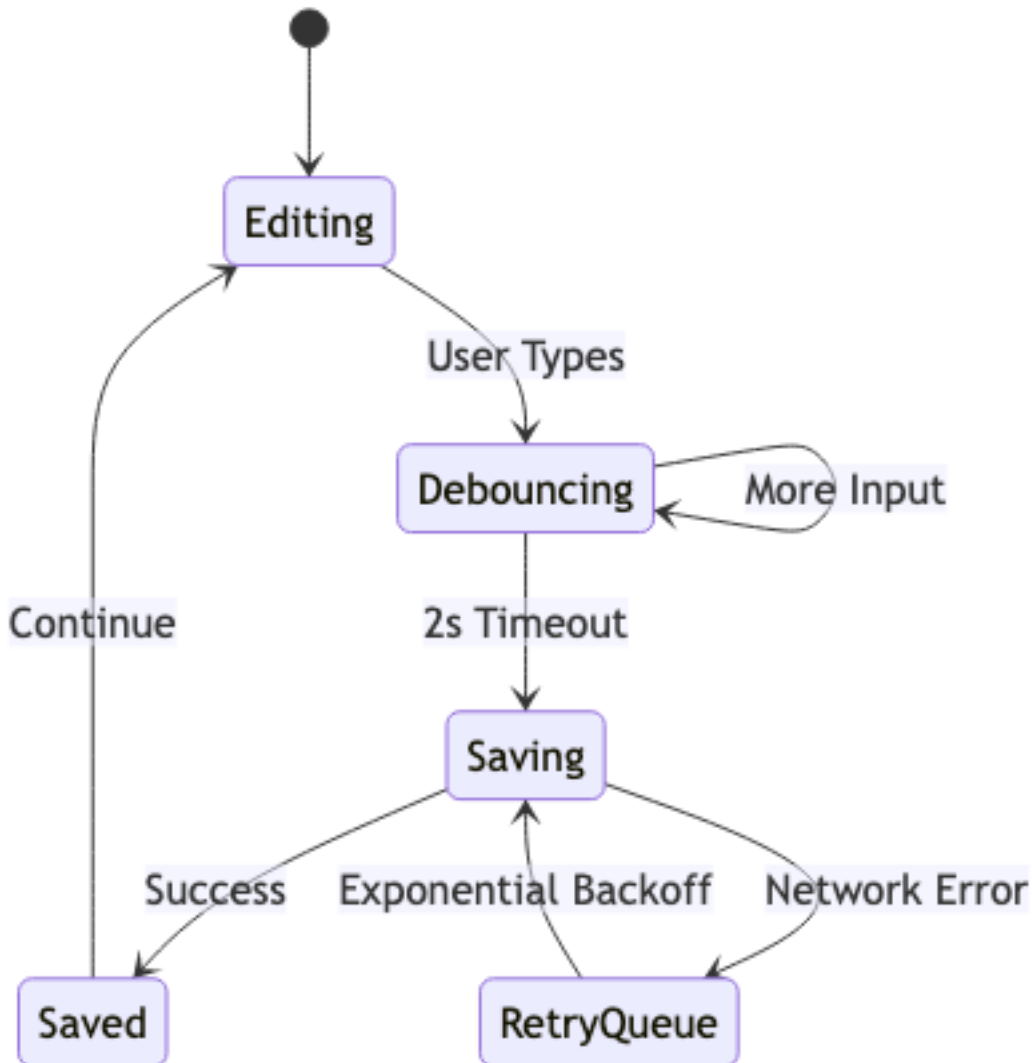 Editing
User Types
Debouncing
More Input
Continue
2s Timeout
Saving
Success
Exponential Backoff
Network Error
Saved
RetryQueue